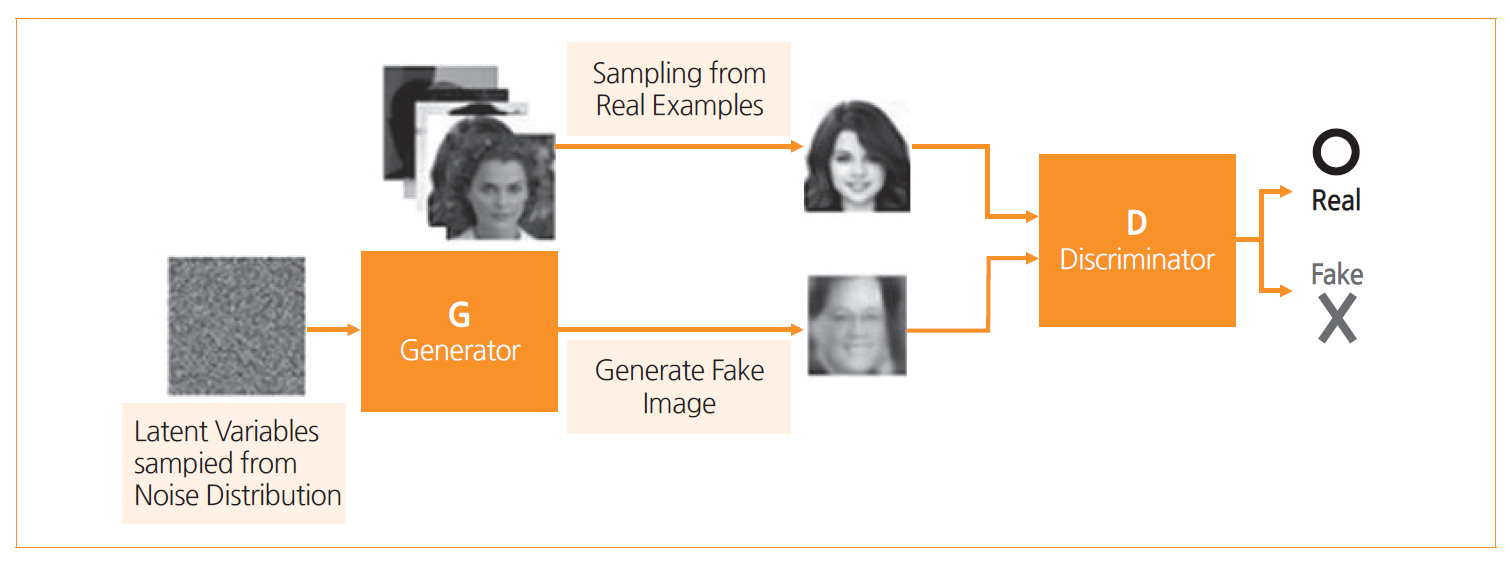 Sampling from
Real Examples
Real
D
Discriminator
Fake
X
G
Generator
Generate Fake
Image
Latent Variables
sampied from
Noise Distribution